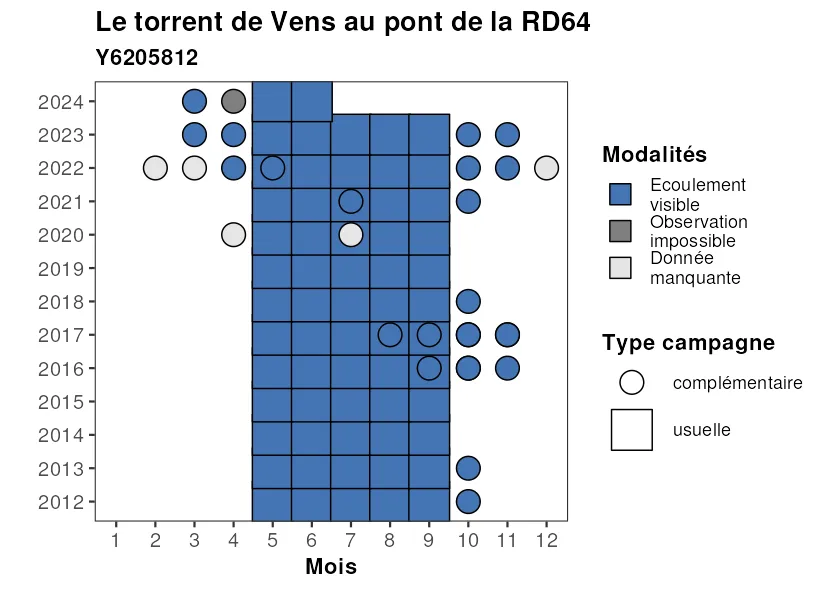 Le torrent de Vens au pont de la RD64
Y6205812
2024
2023
2022
2021
2020
2019
2018
2017
2016
2015
2014
2013
2012
1 2 3 4 5 6 7 8 9 10 11 12
Mois
Modalités
Ecoulement
visible
Observation
impossible
Donnée
manquante
Type campagne
complémentaire
usuelle